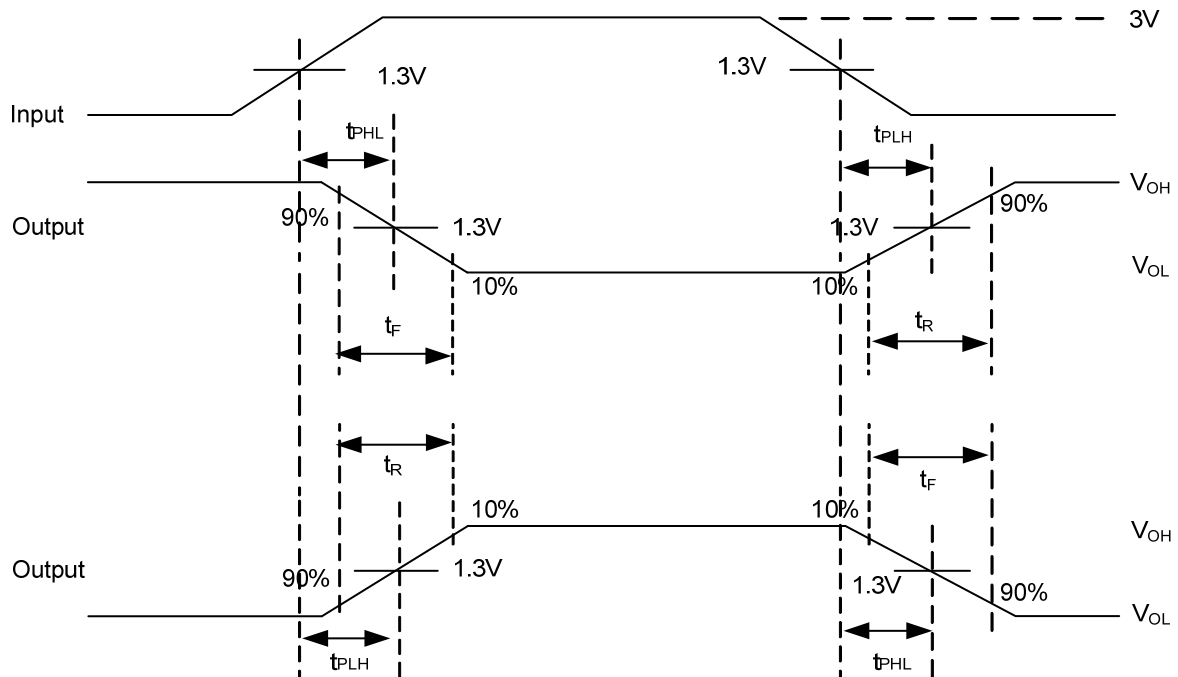 3V
1.3V
1.3V
Input
tPHL
tPLH
VOH
90%
90%
Output
1.3V
1.3V
VOL
10%
10%
tF
tR
tR
tF
10%
10%
VOH
Output
90%
1.3V
1.3V
90%
VOL
tPLH
tPHL